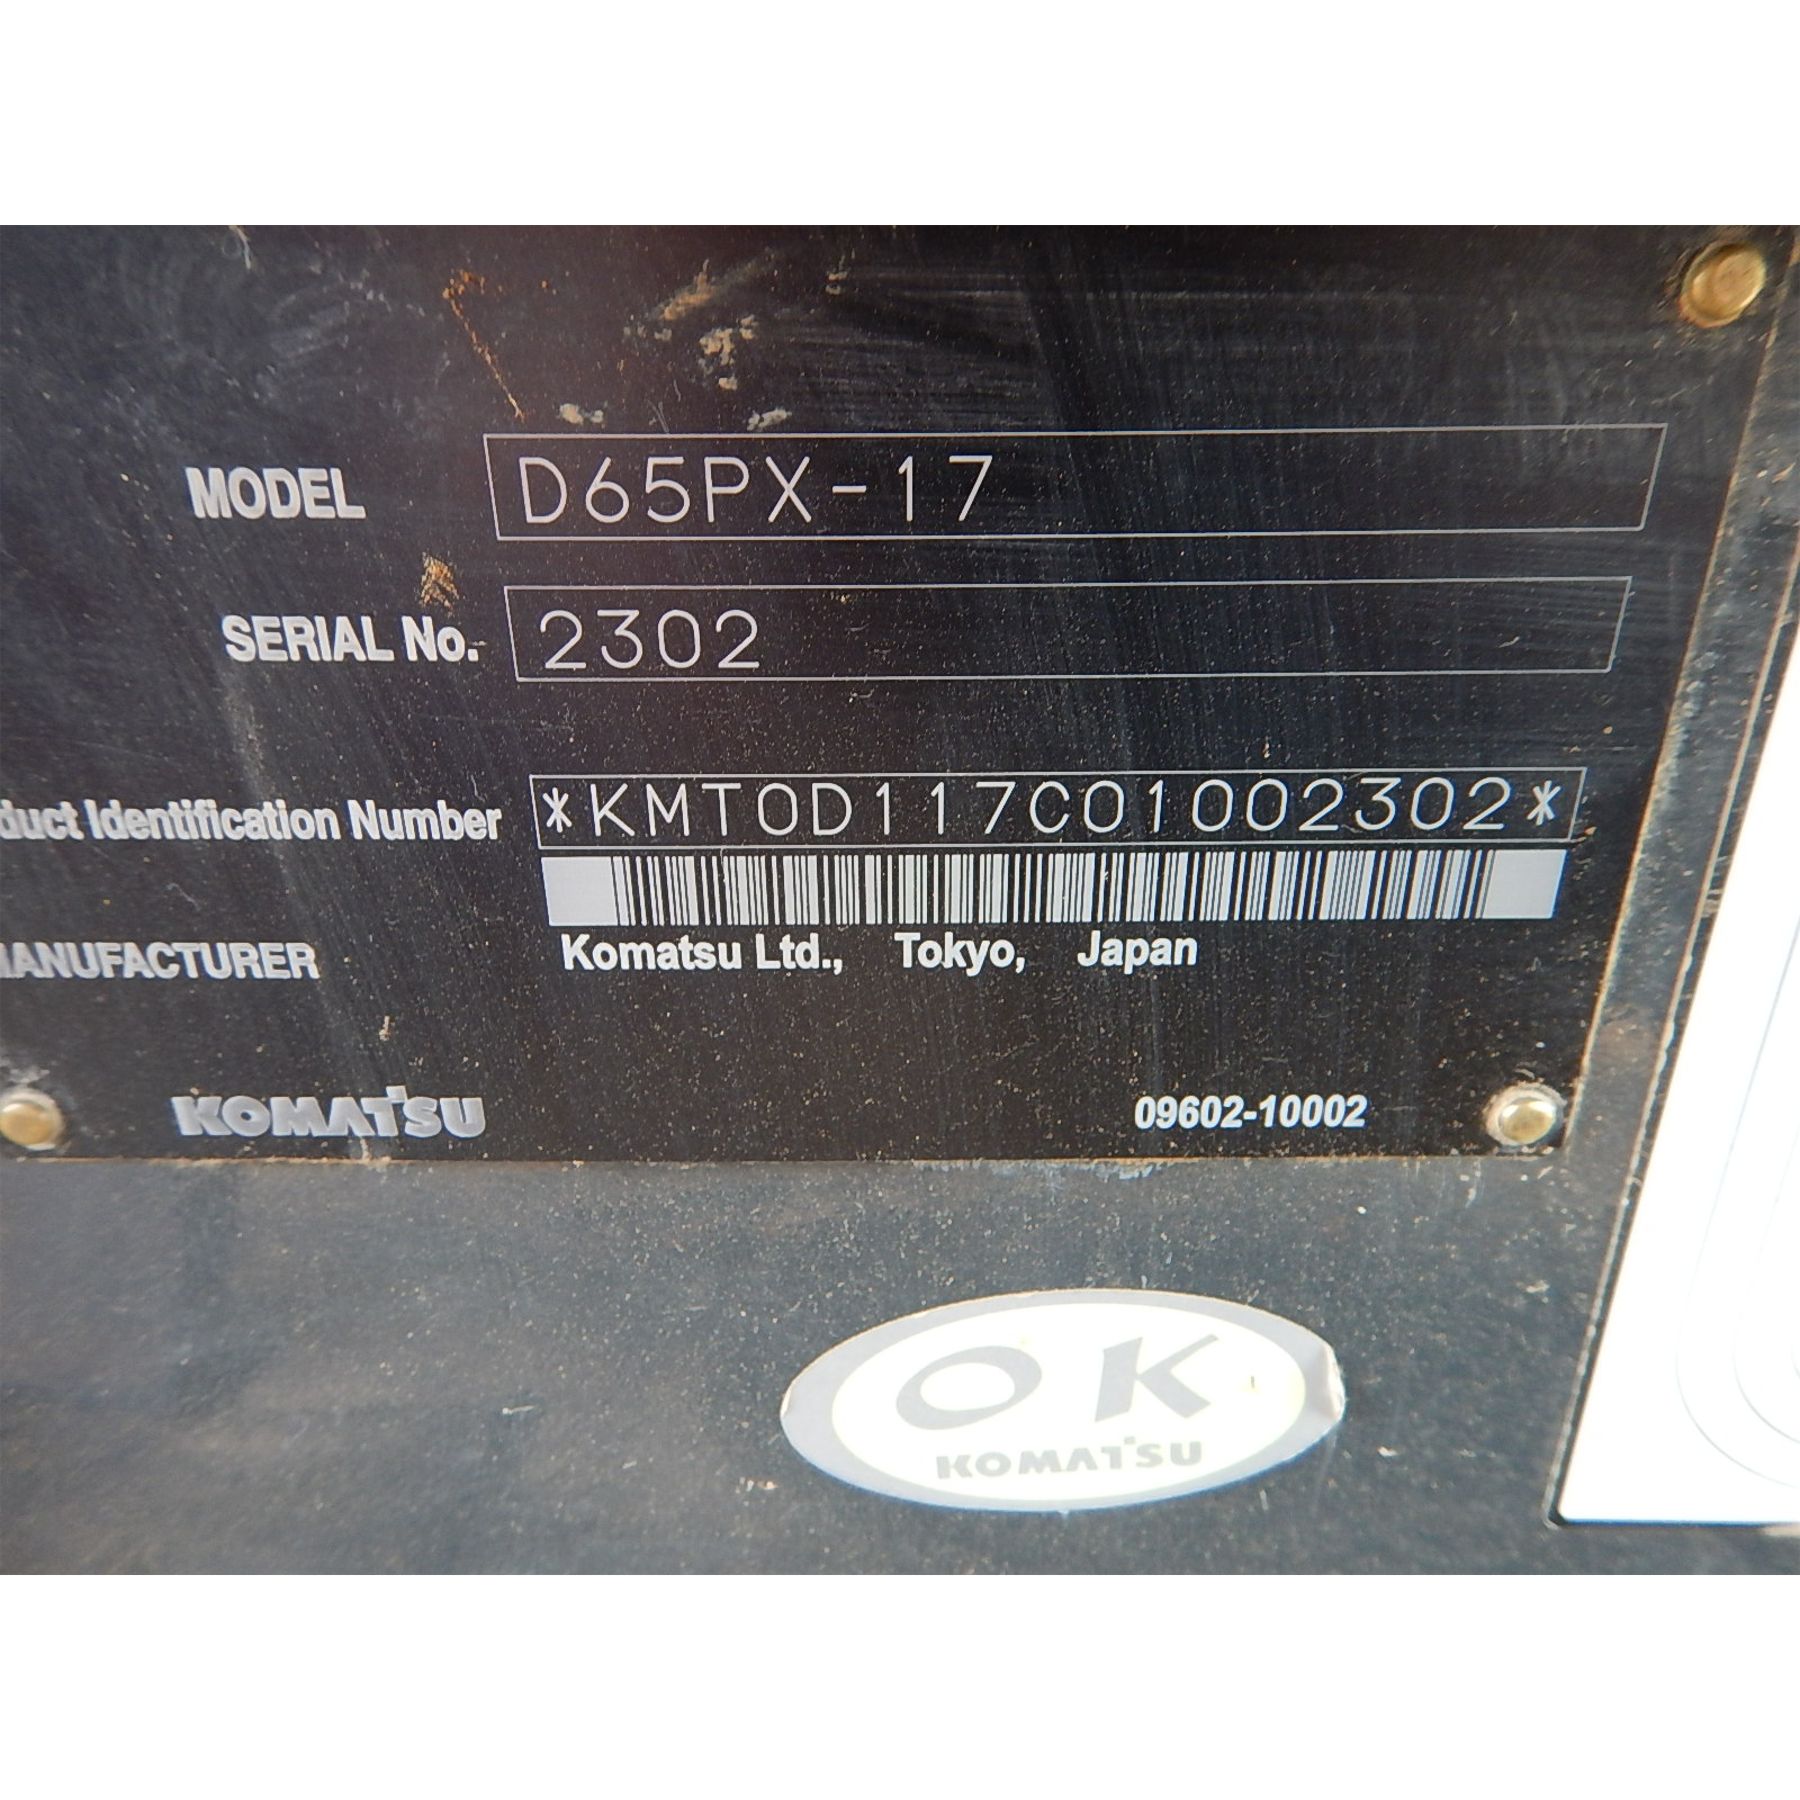 MODEL D65PX-17
SERIAL No. 2302
duct Identification Number *KMT0D117C01002302*
MANUFACTURER Komatsu Ltd., Tokyo, Japan
KOMATSU 09602-10002
OK
KOMATSU